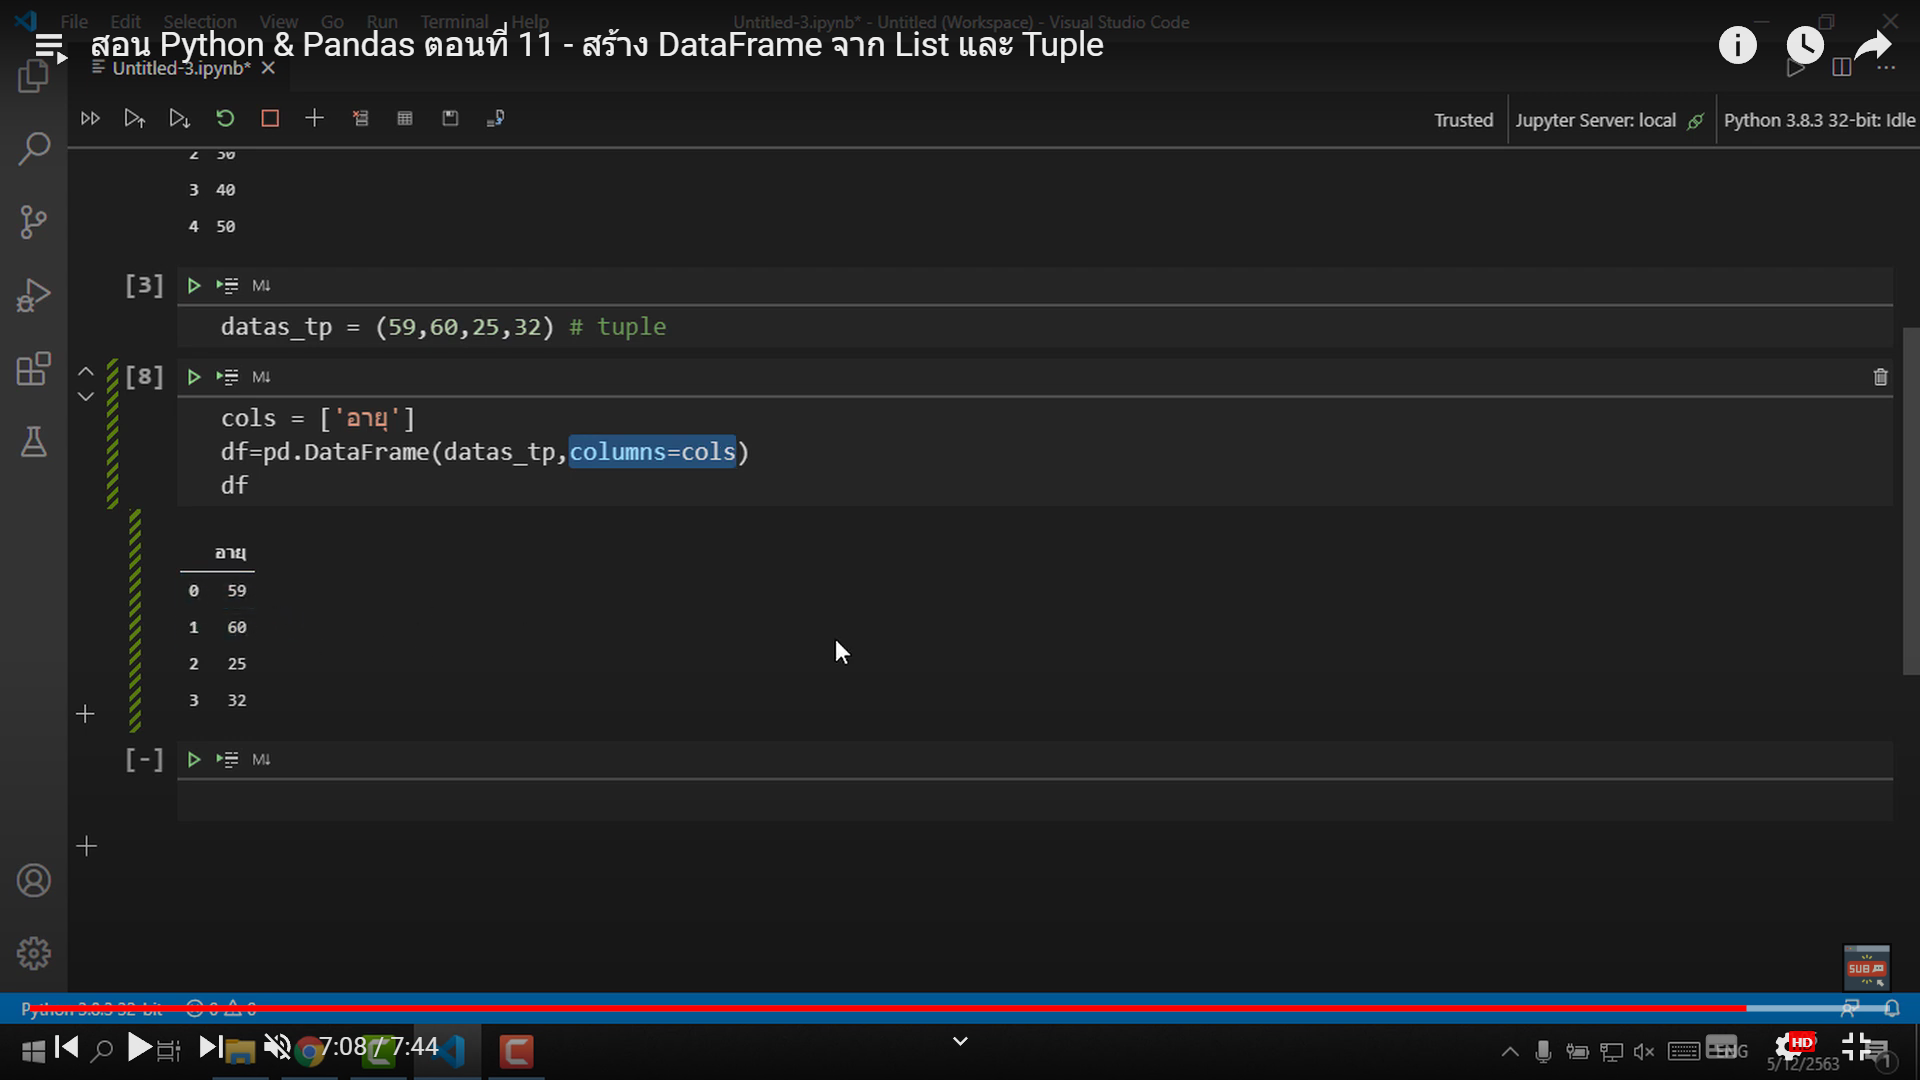 File Edit Selection View Go Run Terminal Help
Untitled-3.ipynb* - Untitled (Workspace) - Visual Studio Code
สอน Python & Pandas ตอนที่ 11 - สร้าง DataFrame จาก List และ Tuple
Untitled-3.ipynb*
Trusted
Jupyter Server: local
Python 3.8.3 32-bit: Idle
2 30
3 40
4 50
[3]
M↓
datas_tp = (59,60,25,32) # tuple
[8]
M↓
cols = ['อายุ']
df=pd.DataFrame(datas_tp,columns=cols)
df
อายุ
0 59
1 60
2 25
3 32
[-]
M↓
SUB
Python 3.8.3 32-bit
0 0
7:08 / 7:44
ENG
HD
5/12/2563
1